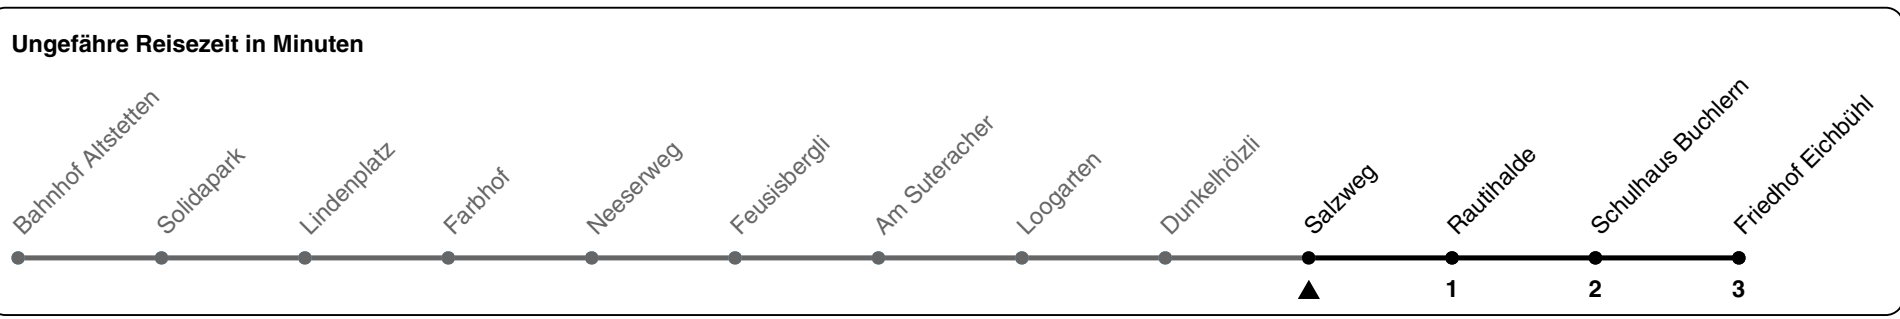 Ungefähre Reisezeit in Minuten
Bahnhof Altstetten
Solidapark
Lindenplatz
Farbhof
Neeserweg
Feusisbergli
Am Suteracher
Loogarten
Dunkelhölzli
Salzweg
Rautihalde
Schulhaus Buchlern
Friedhof Eichbühl
1
2
3